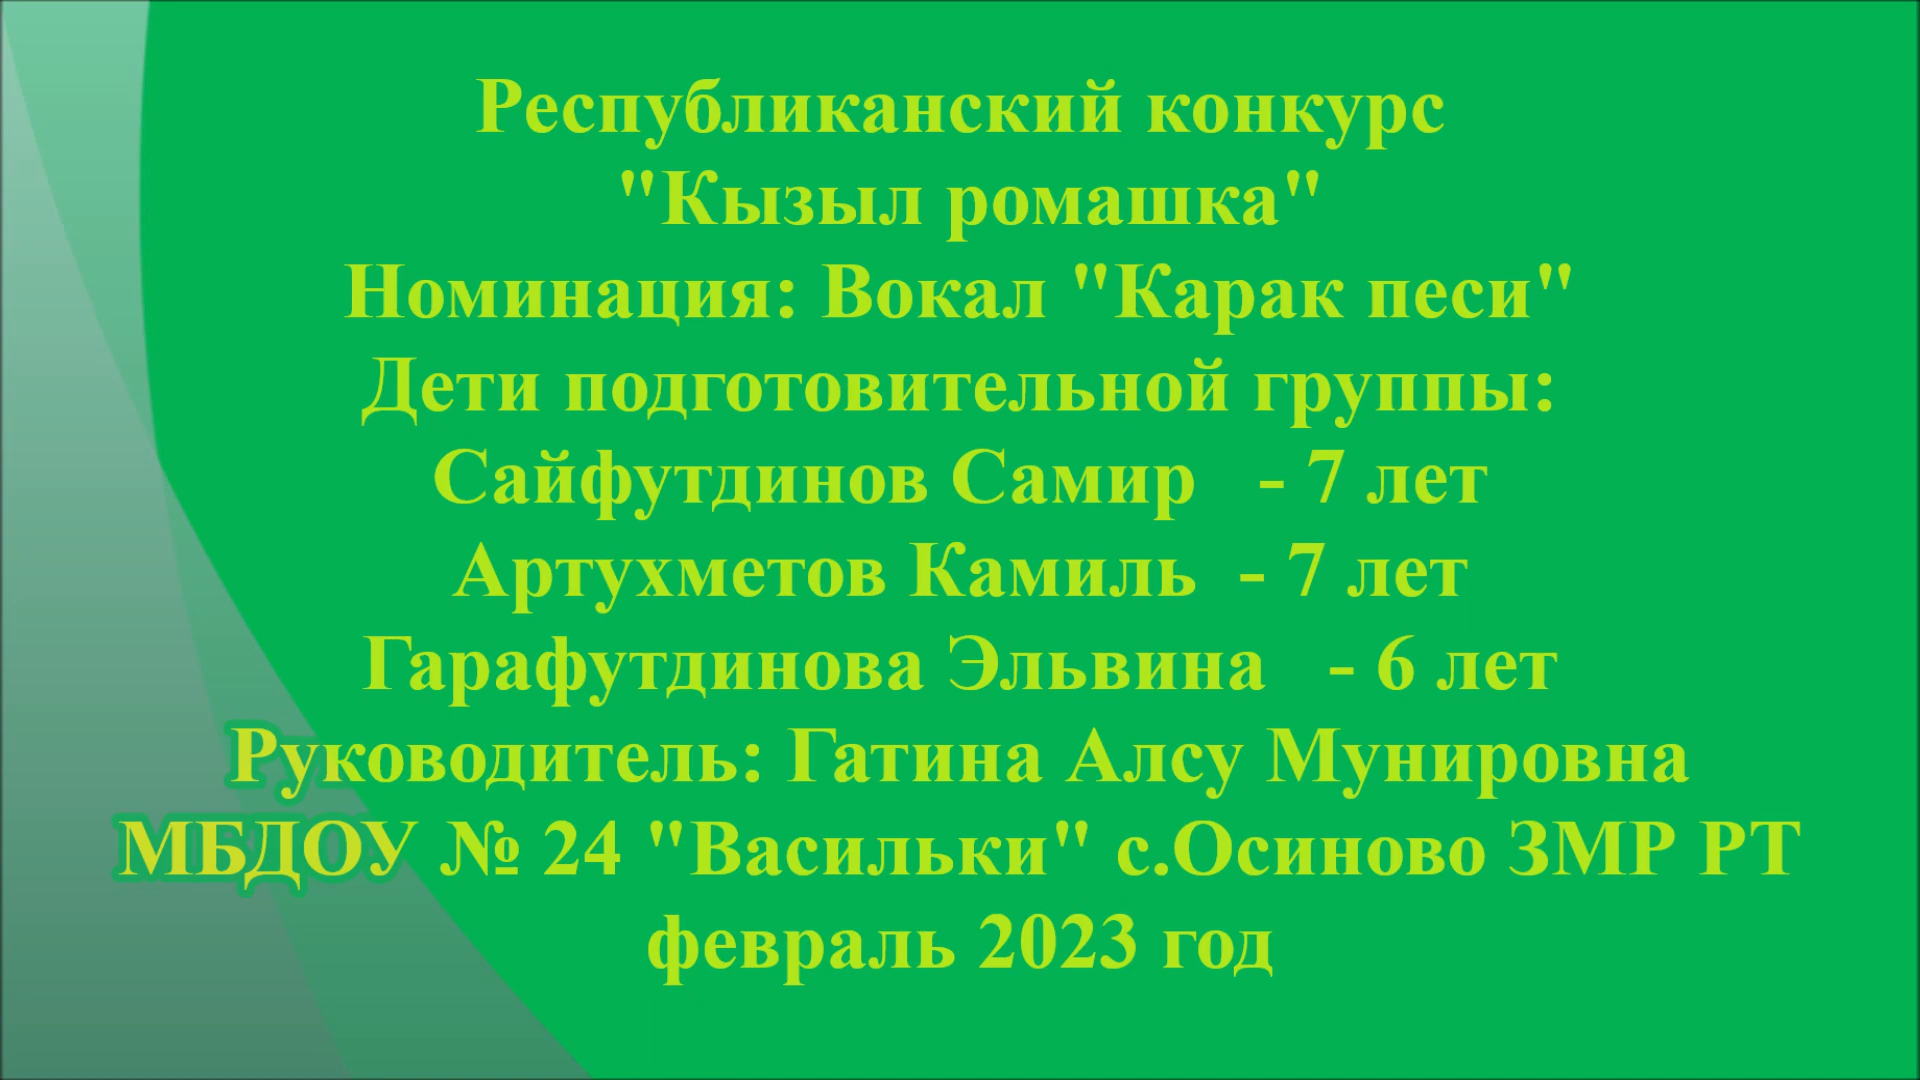 Республиканский конкурс
"Кызыл ромашка"
Номинация: Вокал "Карак песи"
Дети подготовительной группы:
Сайфутдинов Самир - 7 лет
Артухметов Камиль - 7 лет
Гарафутдинова Эльвина - 6 лет
Руководитель: Гатина Алсу Мунировна
МБДОУ № 24 "Васильки" с.Осиново ЗМР РТ
февраль 2023 год